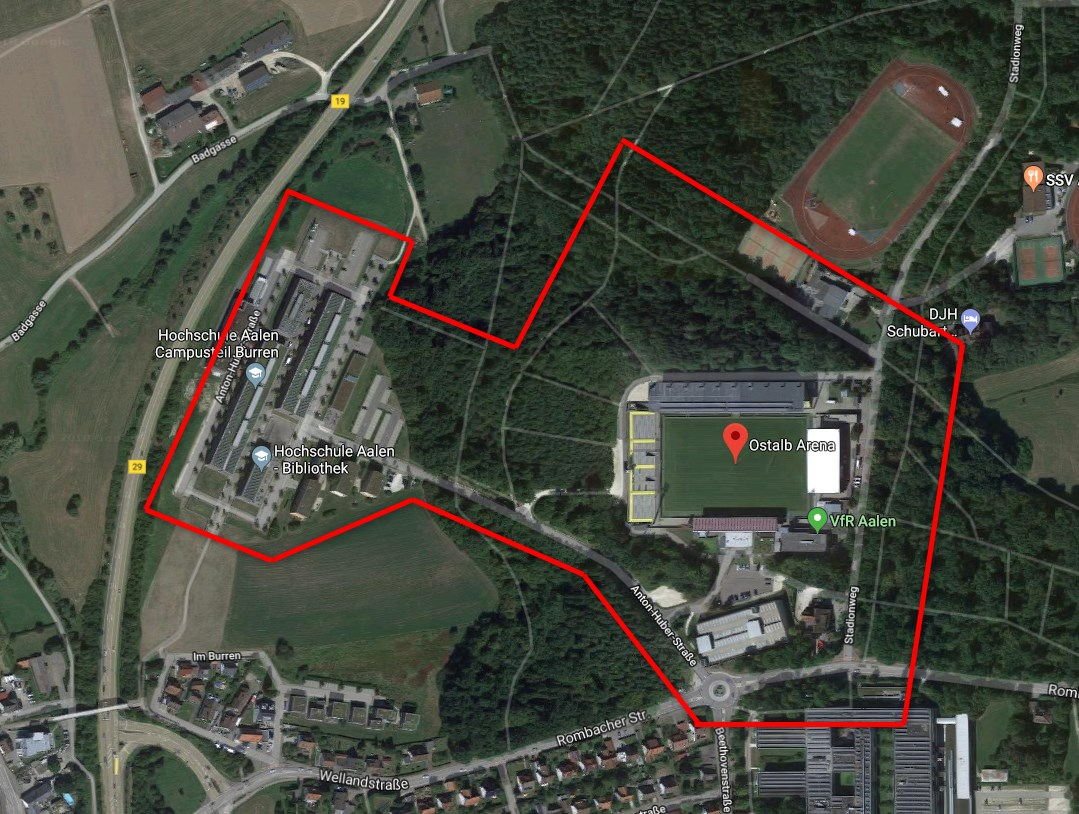 Stadionweg
19
Badgasse
SSV
Badgasse
DJH
Schubart...
Hochschule Aalen
Campusteil Burren
Anton-Huber-Straße
Ostalb Arena
Hochschule Aalen
- Bibliothek
29
VfR Aalen
Anton-Huber-Straße
Stadionweg
Im Burren
Rombacher Str.
Wellandstraße
Beethovenstraße